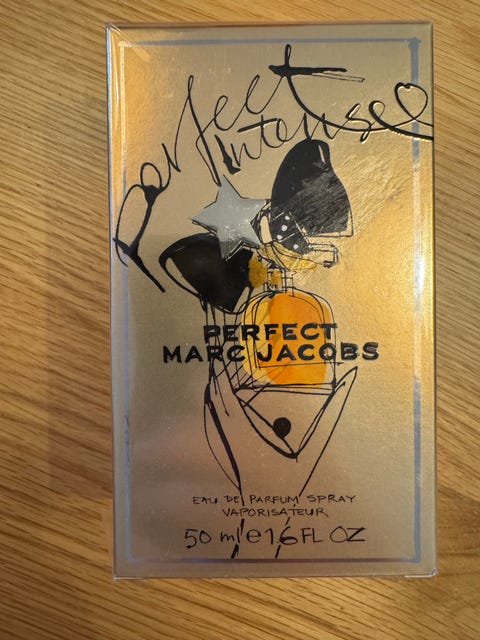 Perfect
Intense
PERFECT
MARC JACOBS
EAU DE PARFUM SPRAY
VAPORISATEUR
50 ml e 1.6 FL OZ